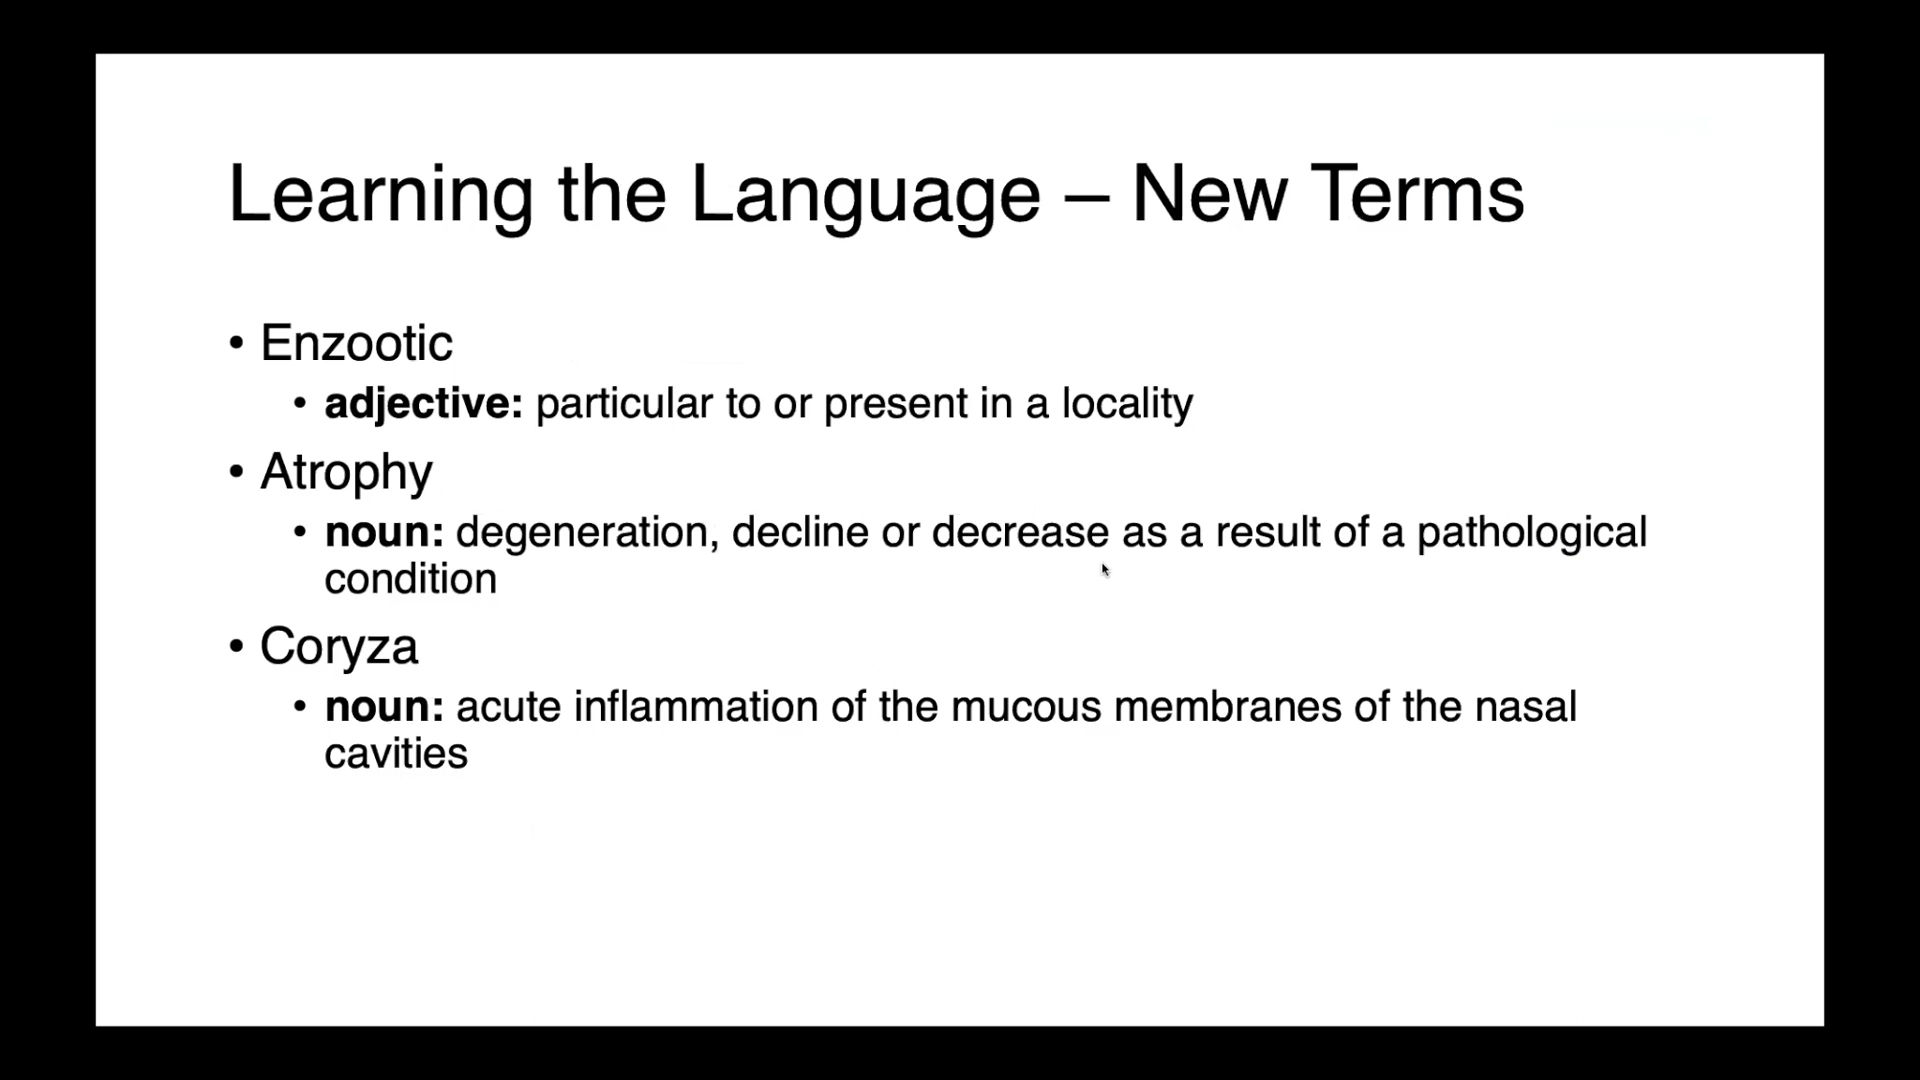 Learning the Language – New Terms
• Enzootic
• adjective: particular to or present in a locality
• Atrophy
• noun: degeneration, decline or decrease as a result of a pathological
condition
• Coryza
• noun: acute inflammation of the mucous membranes of the nasal
cavities